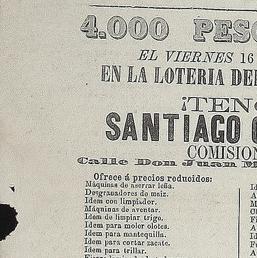 4.000 PESO
EL VIERNES 16
EN LA LOTERIA DE
¡TENG
SANTIAGO
COMISION
Calle Don Juan M
Ofrece á precios reducidos:
Máquinas de aserrar leña.
Desgranadores de maiz.
Idem con limpiador.
Máquinas de aventar.
Idem de limpiar trigo.
Idem para moler olotes.
Idem para mantequilla.
Idem para cortar zacate.
Idem para trillar.